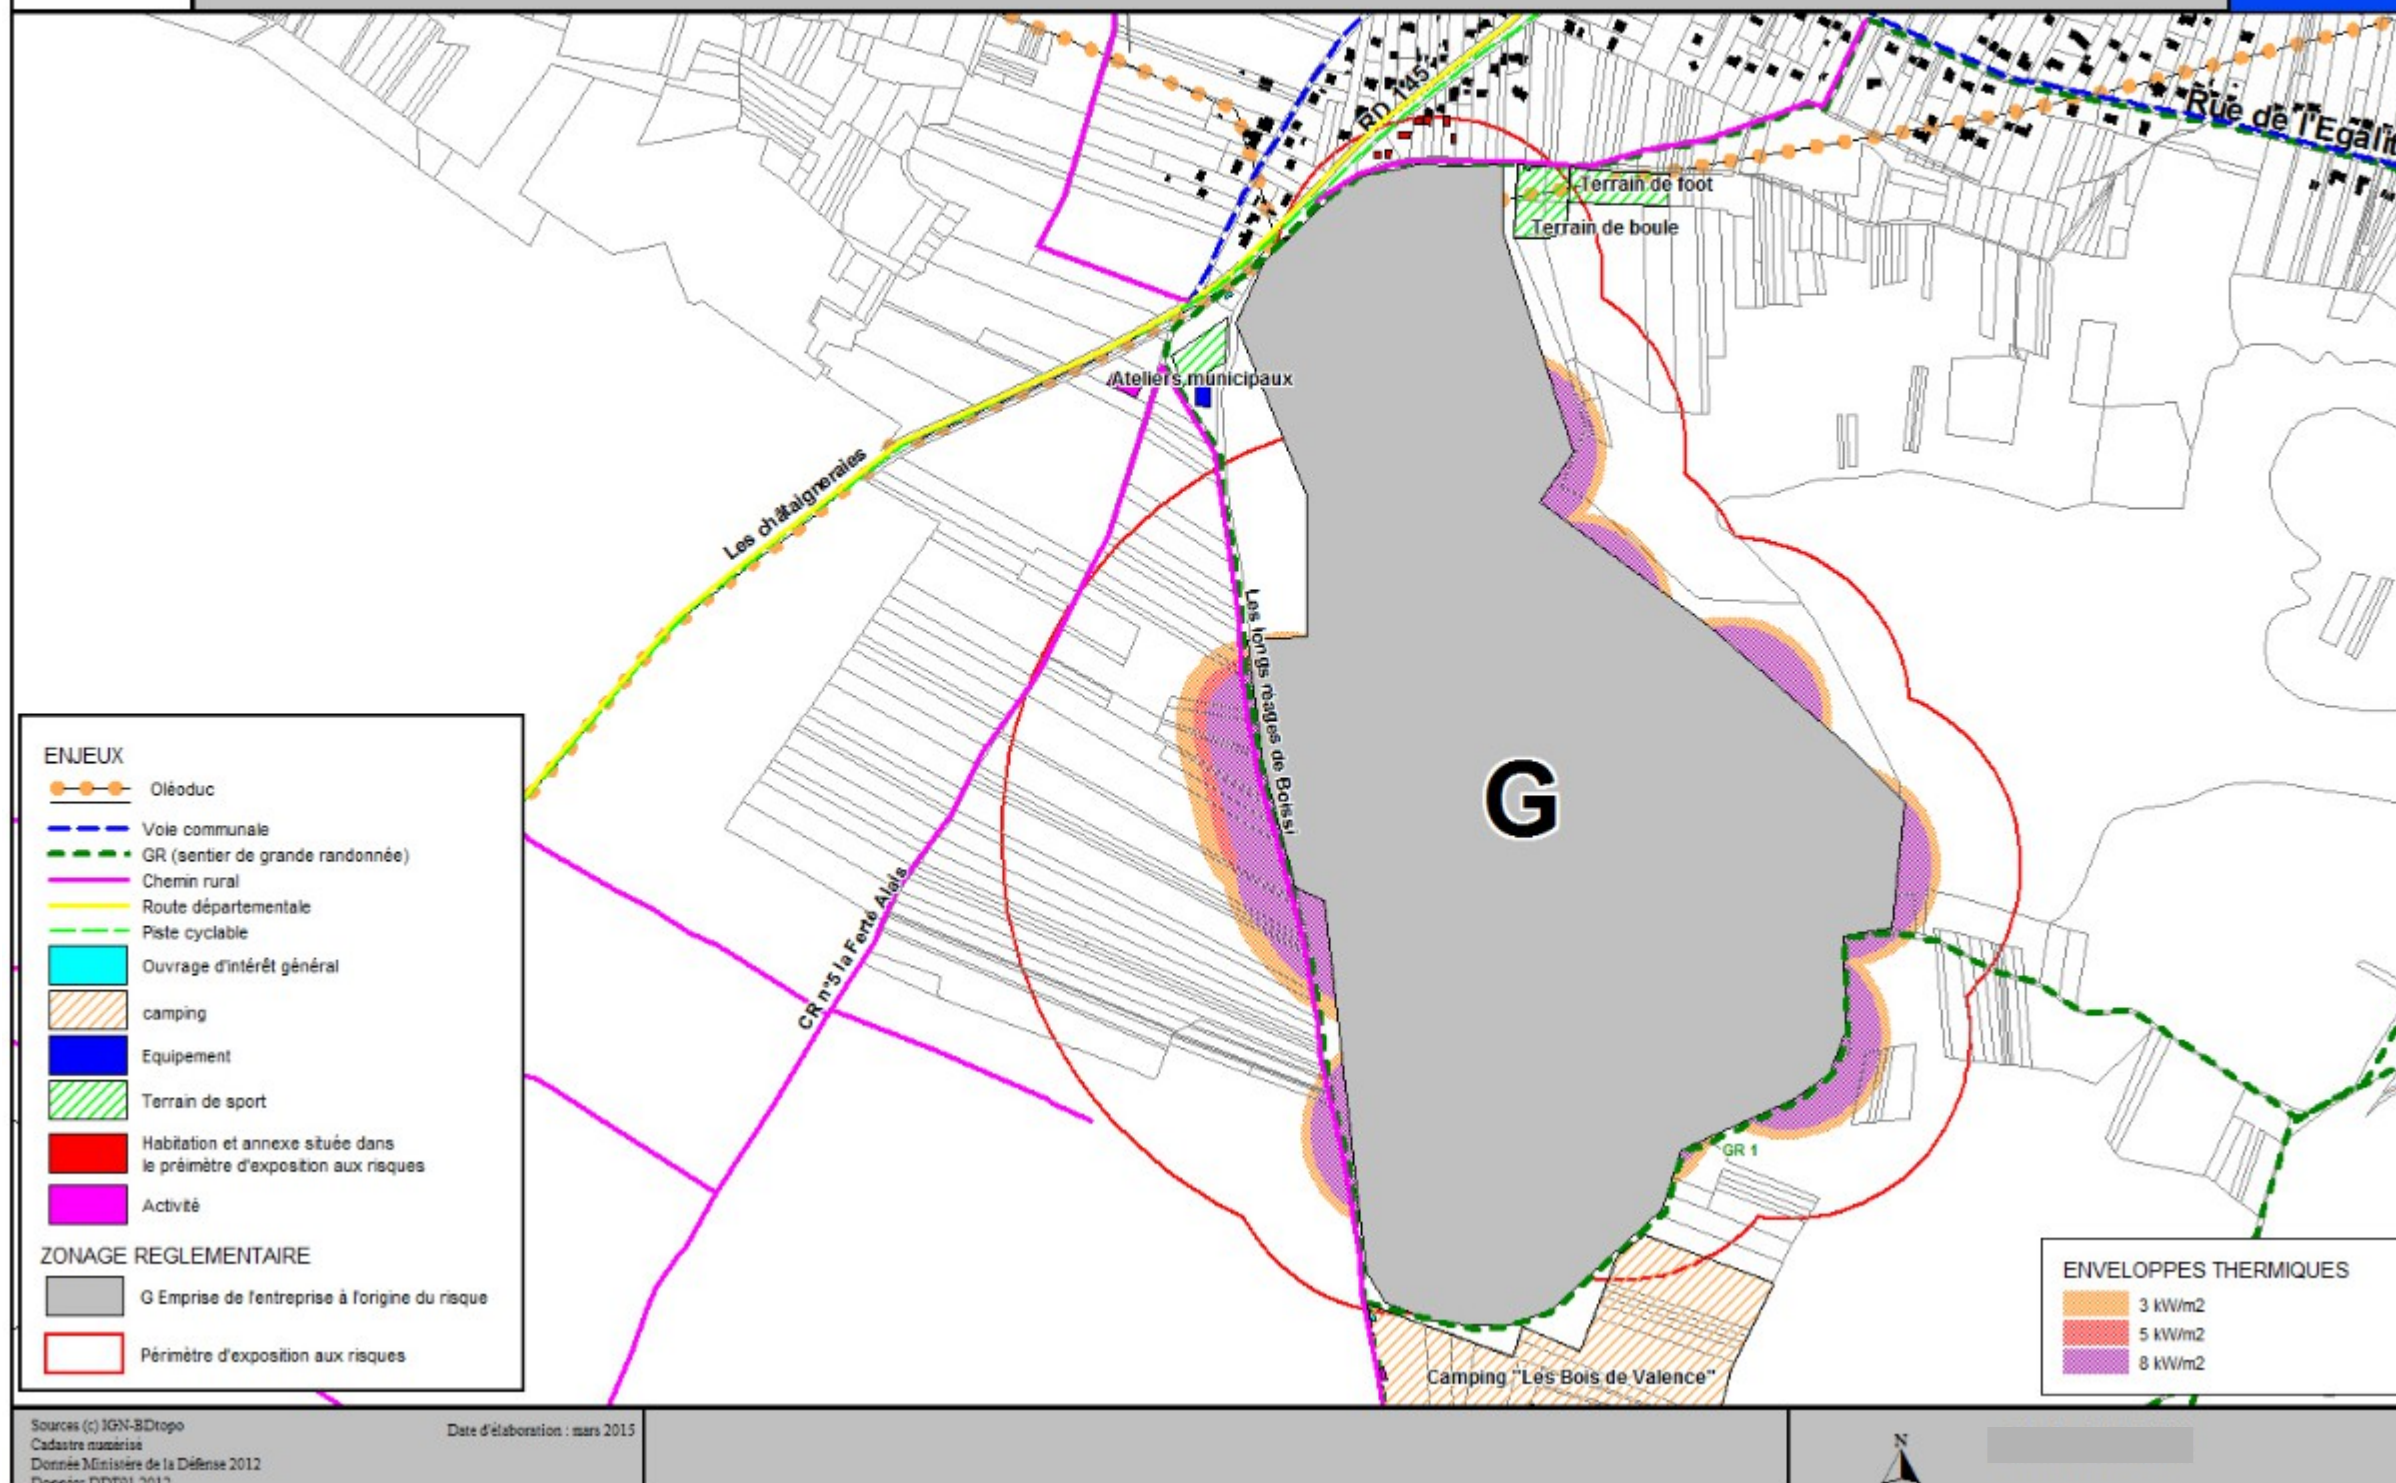 RD 145
Rue de l'Egalit
Terrain de foot
Terrain de boule
Ateliers municipaux
Les châtaigneraies
Les longs réages de Boissi
G
CR n°5 la Ferté Alais
GR 1
Camping "Les Bois de Valence"
ENJEUX
Oléoduc
Voie communale
GR (sentier de grande randonnée)
Chemin rural
Route départementale
Piste cyclable
Ouvrage d'intérêt général
camping
Equipement
Terrain de sport
Habitation et annexe située dans
le préimètre d'exposition aux risques
Activité
ZONAGE REGLEMENTAIRE
G Emprise de l'entreprise à l'origine du risque
Périmètre d'exposition aux risques
ENVELOPPES THERMIQUES
3 kW/m2
5 kW/m2
8 kW/m2
Sources (c) IGN-BDtopo
Cadastre numérisé
Donnée Ministère de la Défense 2012
Date d'élaboration : mars 2015
N